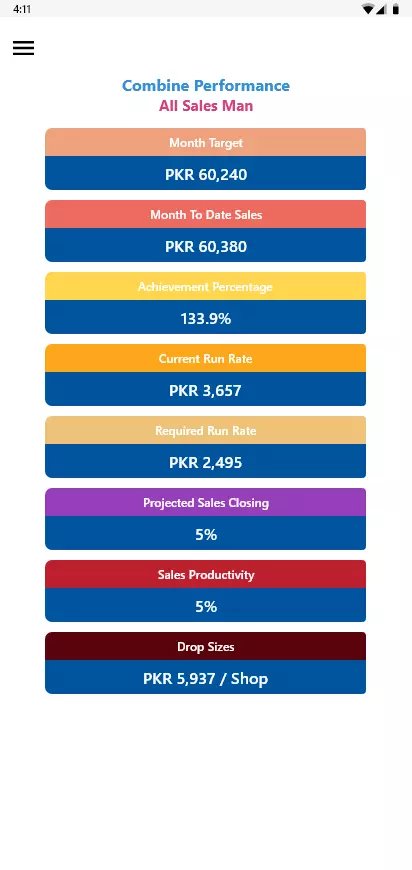 4:11
Combine Performance
All Sales Man
Month Target
PKR 60,240
Month To Date Sales
PKR 60,380
Achievement Percentage
133.9%
Current Run Rate
PKR 3,657
Required Run Rate
PKR 2,495
Projected Sales Closing
5%
Sales Productivity
5%
Drop Sizes
PKR 5,937 / Shop